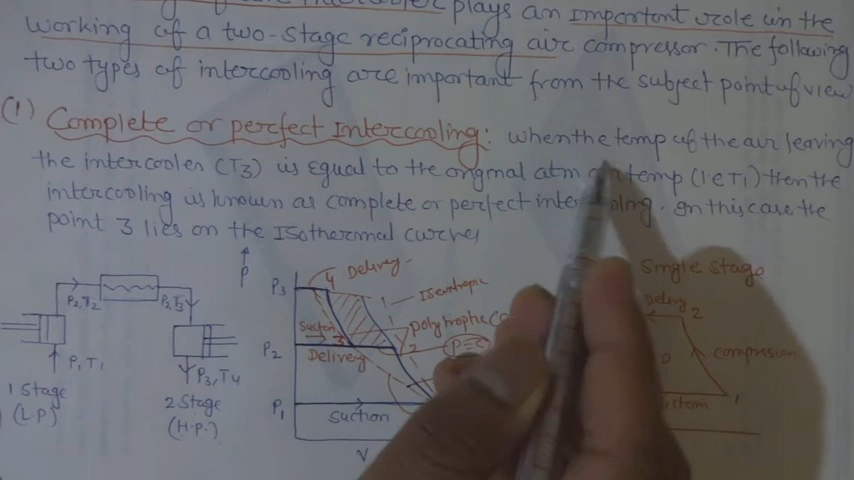 plays an important role in the
working of a two-stage reciprocating air compressor. The following
two types of intercooling are important from the subject point of view
(1) Complete or perfect Intercooling: when the temp of the air leaving
the intercooler (T3) is equal to the original atm temp (i.e T1) then the
intercooling is known as complete or perfect In this case the
point 3 lies on the Isothermal curve
P
P2,T2
P2,T3
P1,T1
P3,T4
1 Stage
(L.P)
2 Stage
(H.P.)
P3
4 Delivery
Isentropic
Suction 3
Polytropic
P2
2
Delivery
P≡C
P1
Suction
V
Single stage
Delivery 2
compression
1